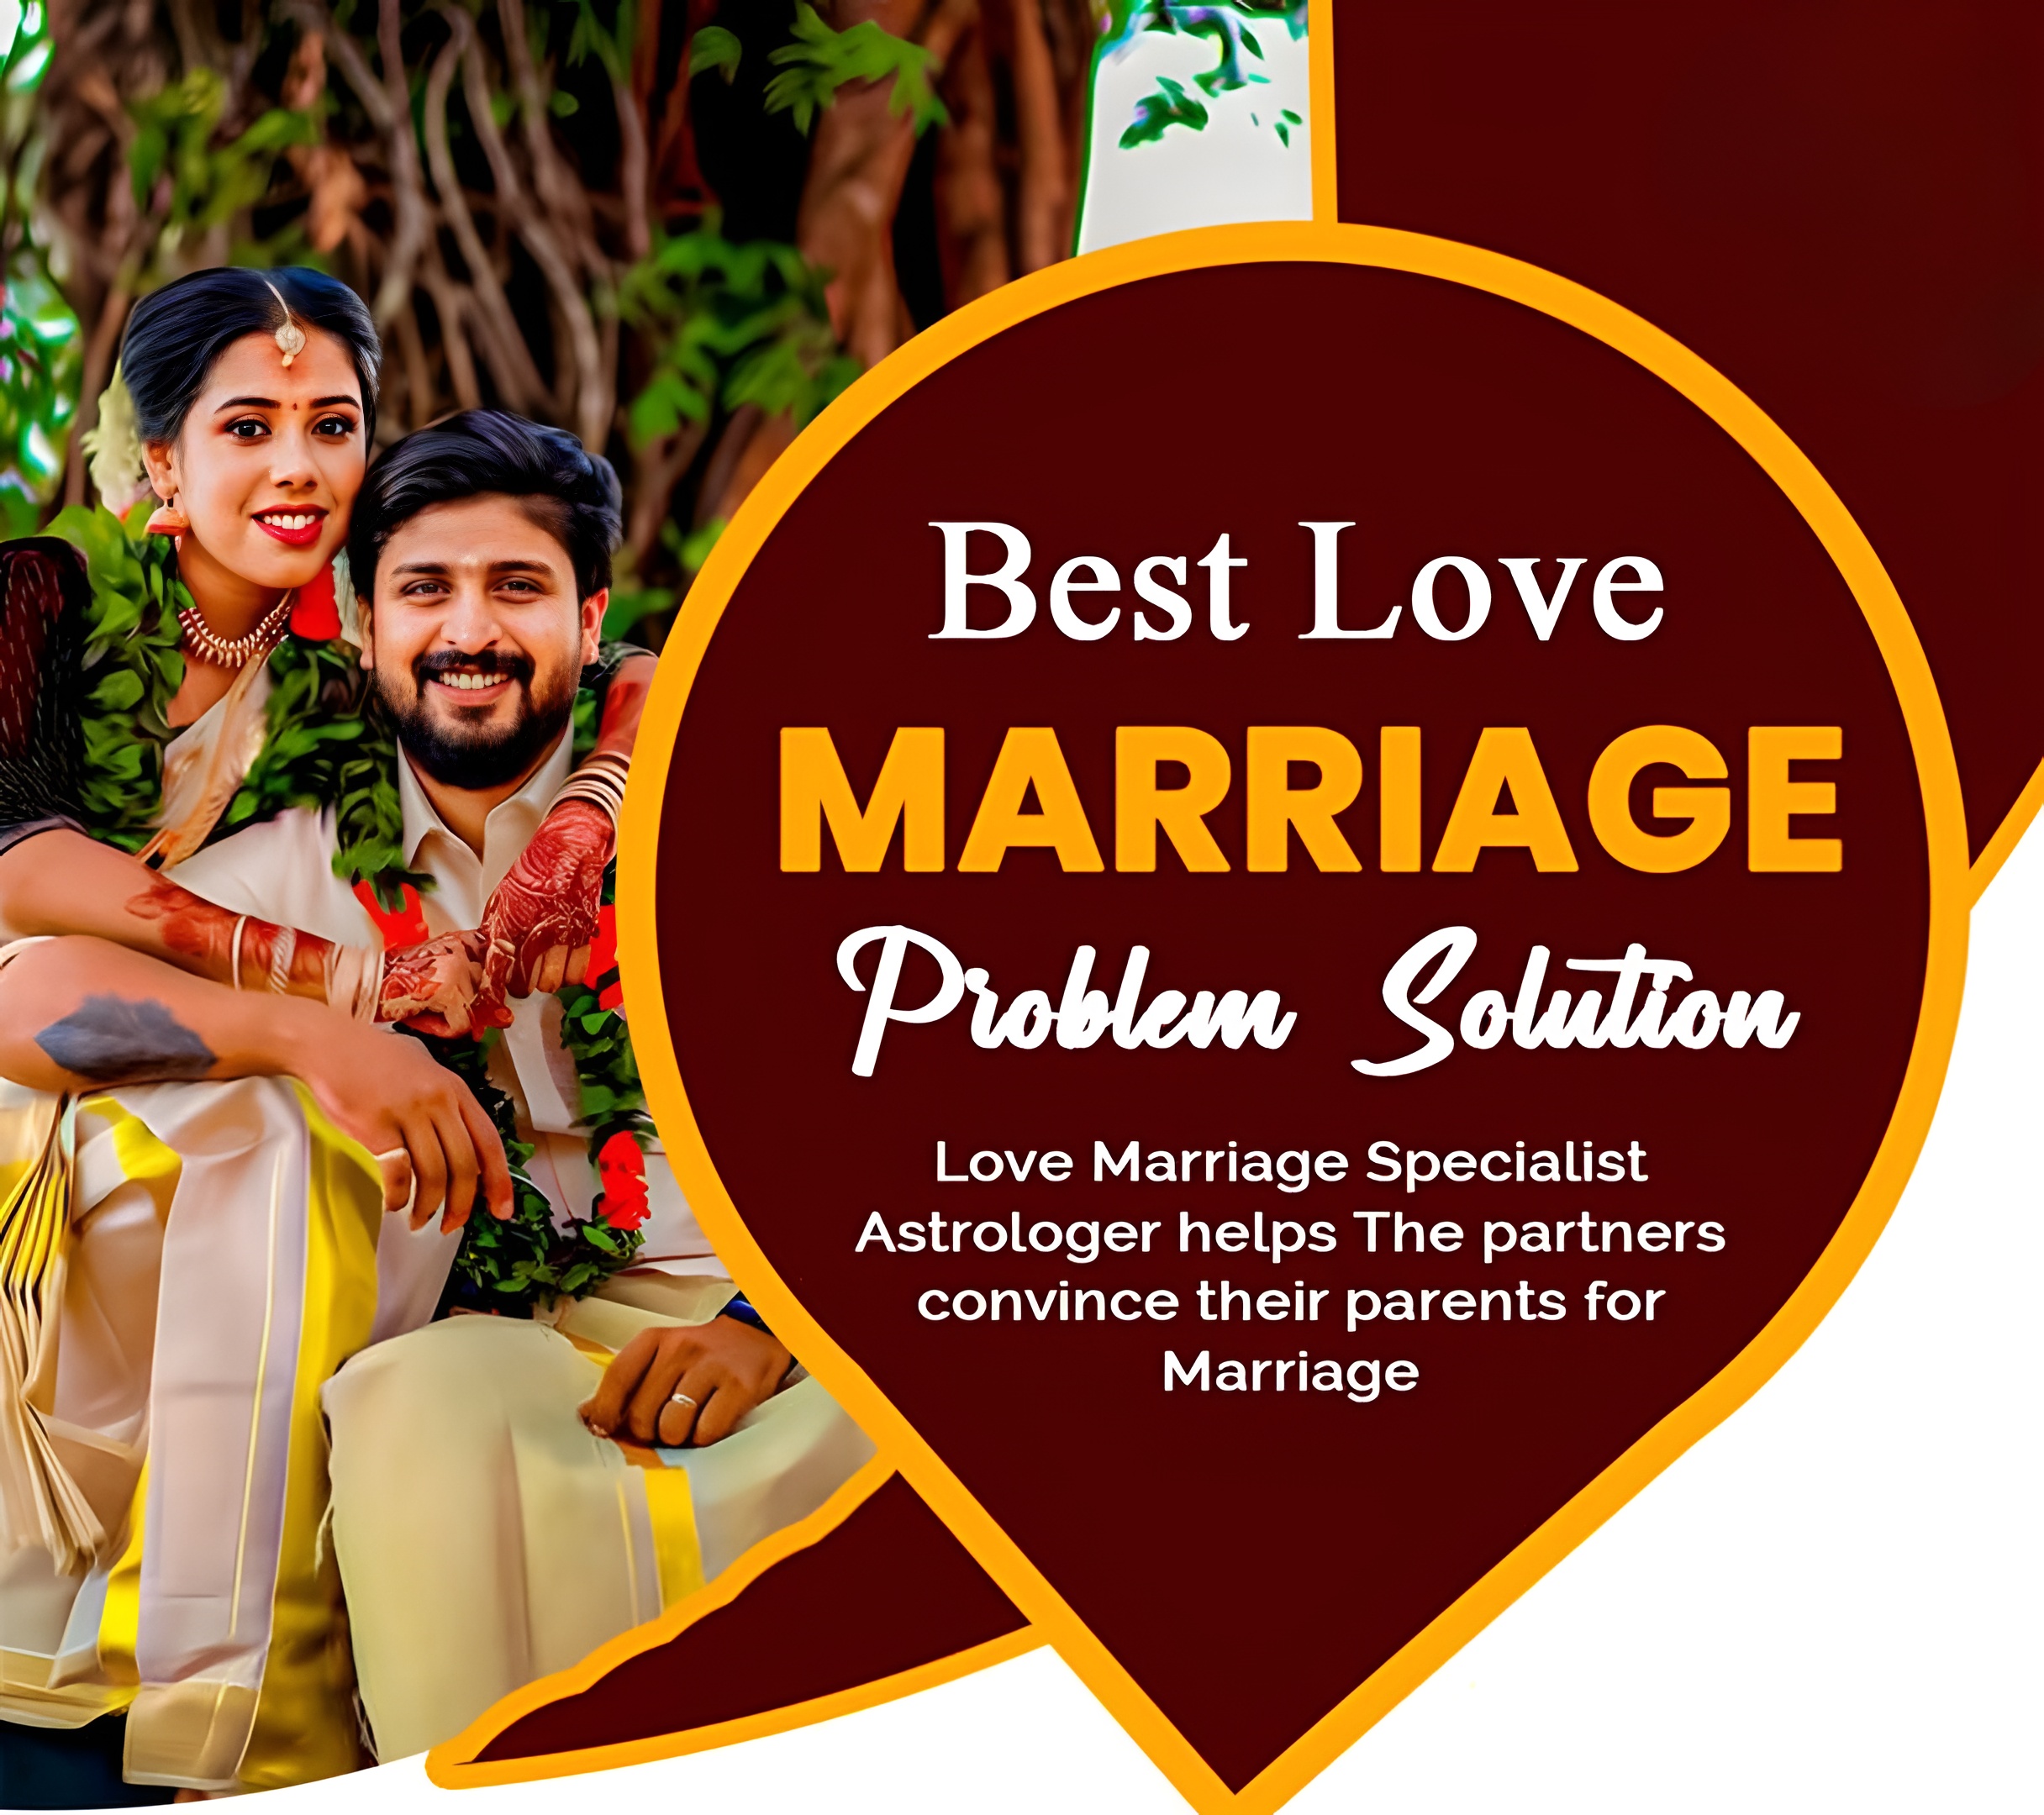 Best Love
MARRIAGE
Problem Solution
Love Marriage Specialist
Astrologer helps The partners
convince their parents for
Marriage